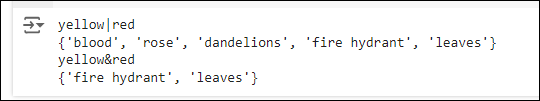 yellow|red
{'blood', 'rose', 'dandelions', 'fire hydrant', 'leaves'}
yellow&red
{'fire hydrant', 'leaves'}